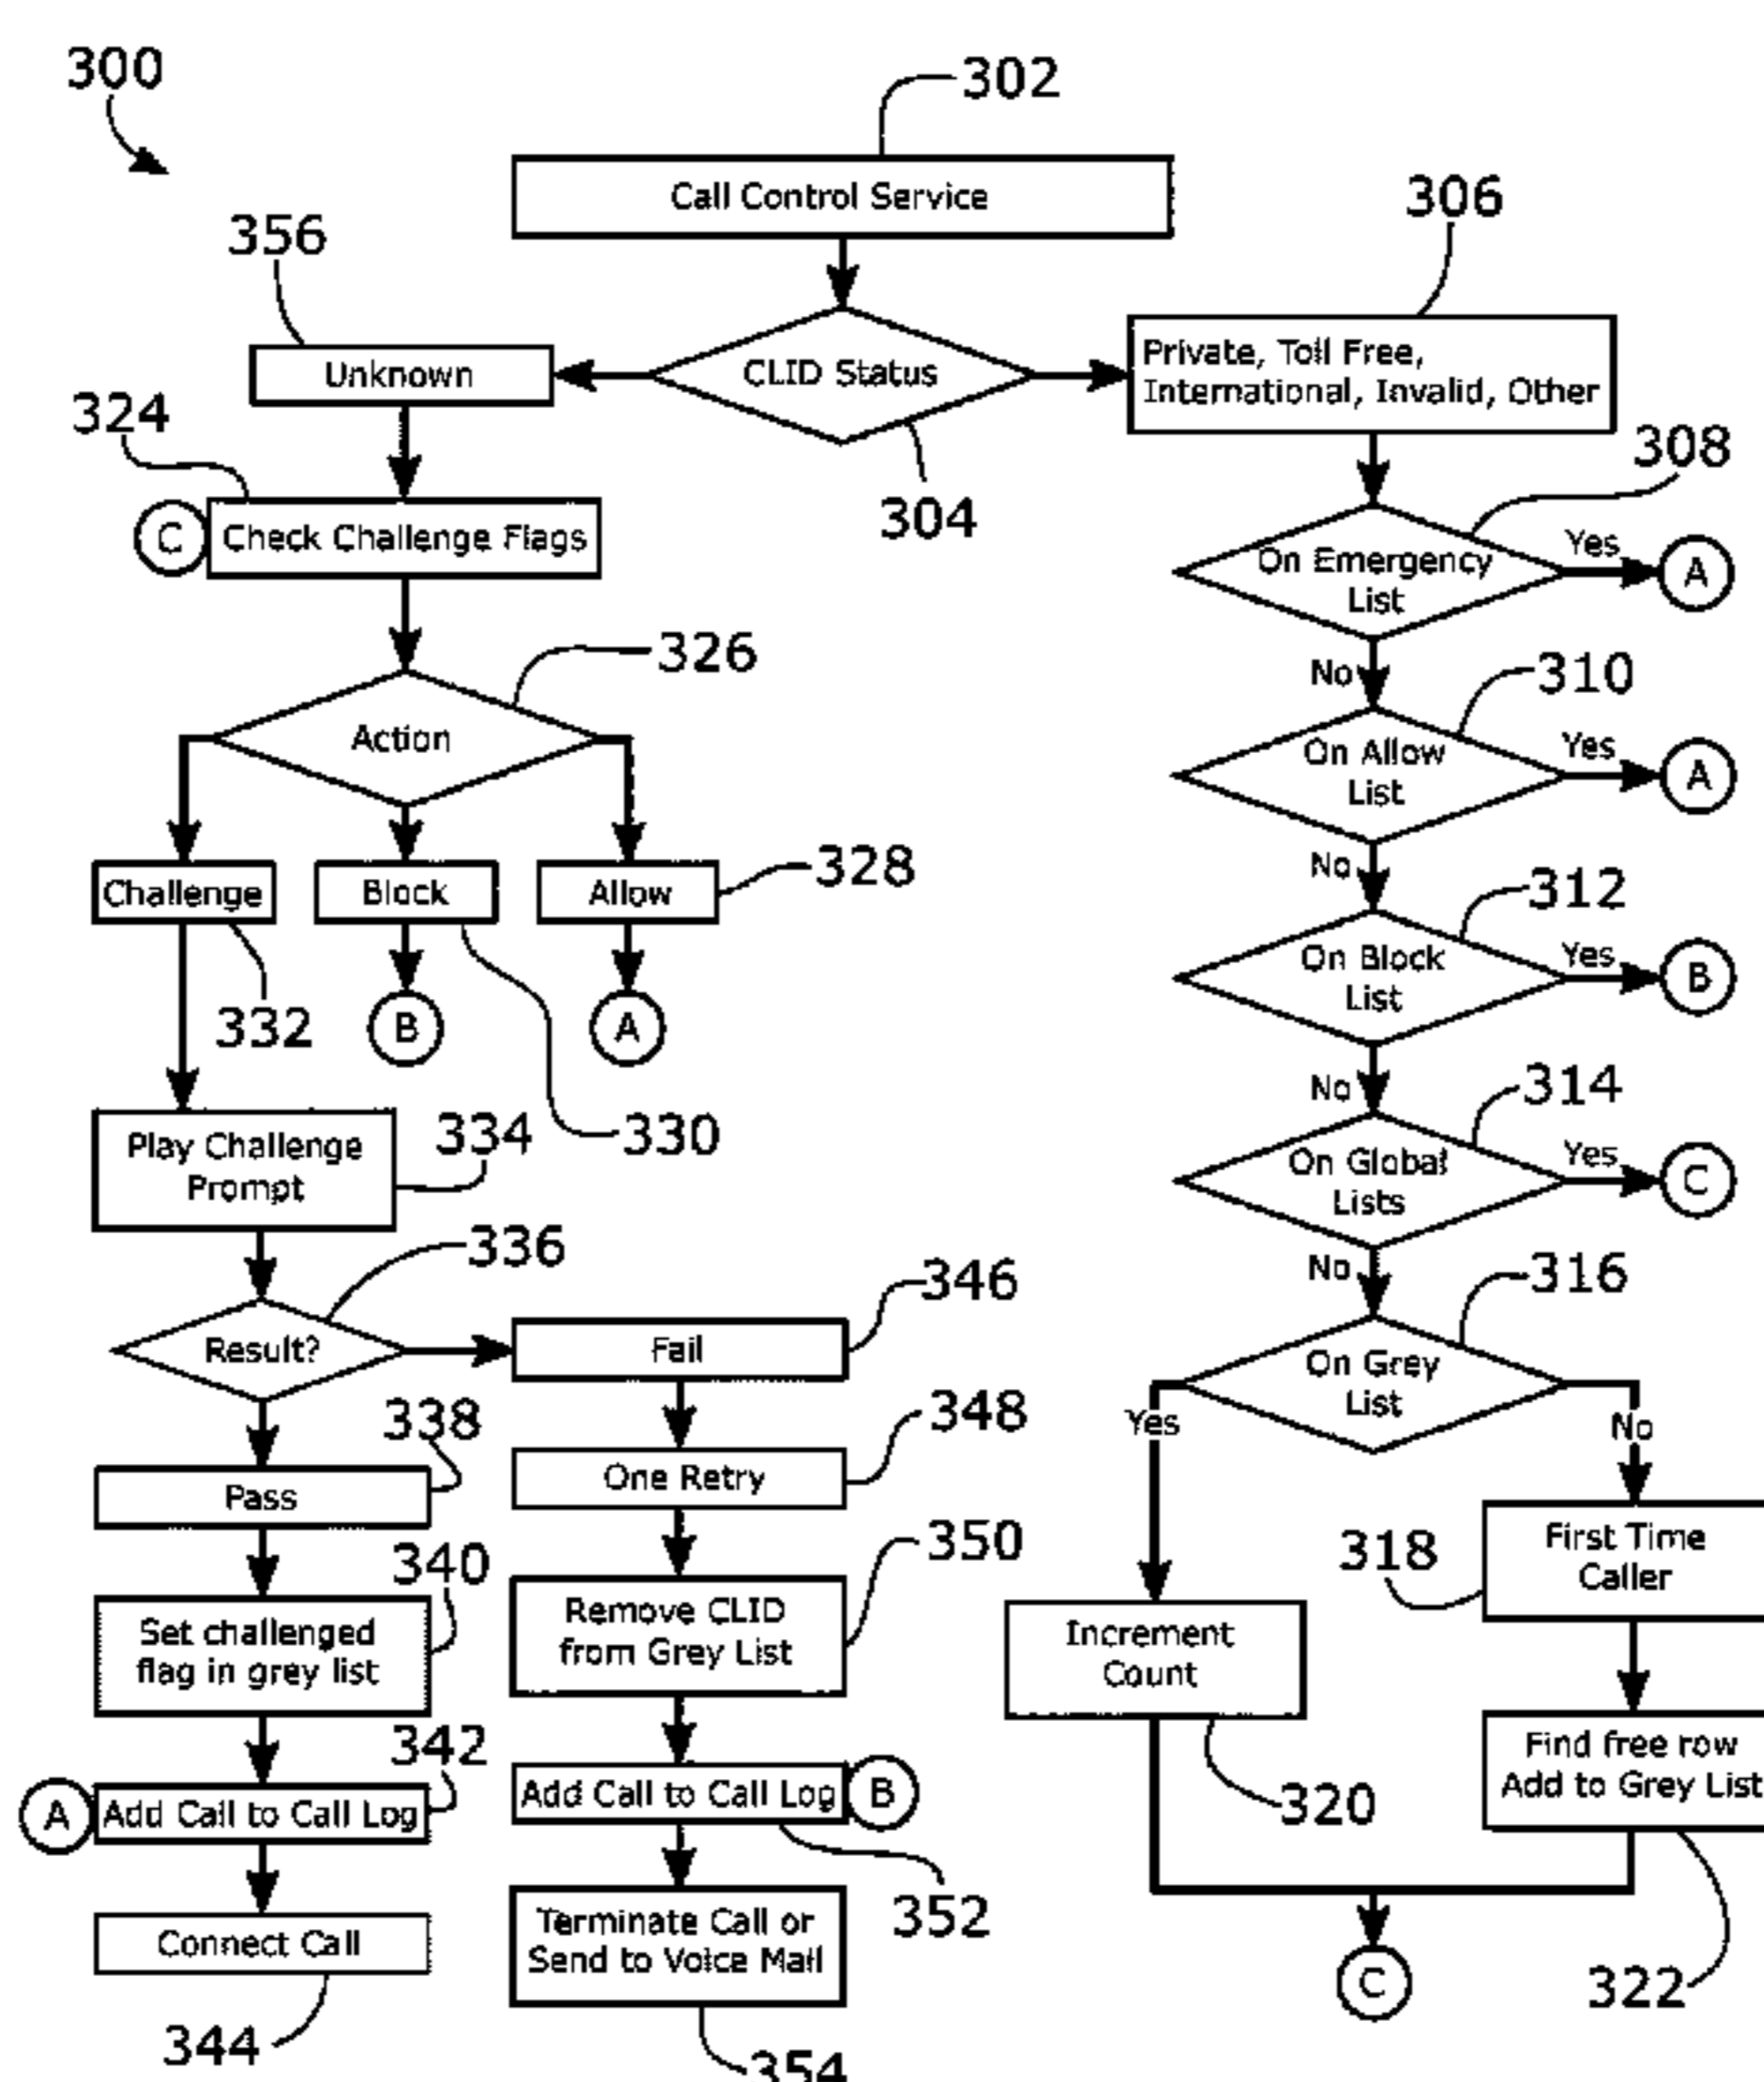 300
302
Call Control Service
306
356
Unknown
CLID Status
Private, Toll Free,
International, Invalid, Other
324
304
308
C
Check Challenge Flags
On Emergency
List
Yes
A
No
326
310
Action
On Allow
List
Yes
A
No
Challenge
Block
Allow
328
312
332
B
A
On Block
List
Yes
B
No
330
314
Play Challenge
Prompt
334
On Global
Lists
Yes
C
No
336
346
316
Result?
Fail
On Grey
List
Yes
No
338
348
Pass
One Retry
340
350
318
First Time
Caller
Set challenged
flag in grey list
Remove CLID
from Grey List
Increment
Count
342
320
Find free row
Add to Grey List
A
Add Call to Call Log
Add Call to Call Log
B
352
322
Connect Call
Terminate Call or
Send to Voice Mail
C
344
354